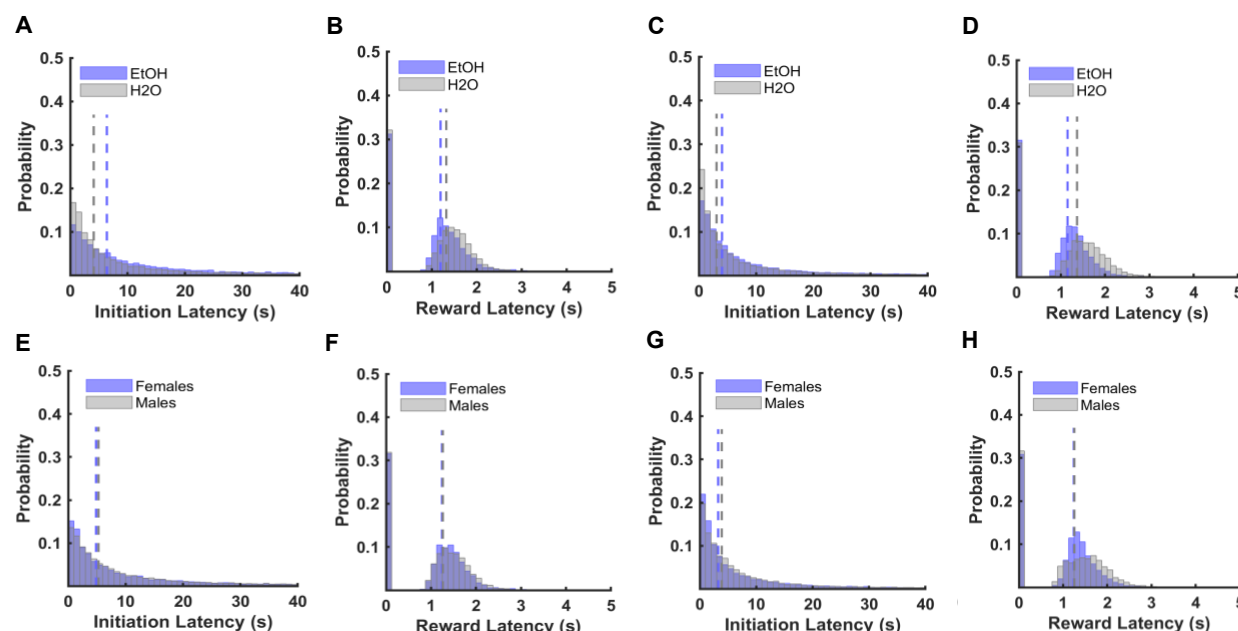 A
B
C
D
0.5
0.4
0.3
0.2
0.1
Probability
EtOH
H2O
0 10 20 30 40
Initiation Latency (s)
0.5
0.4
0.3
0.2
0.1
Probability
EtOH
H2O
0 1 2 3 4 5
Reward Latency (s)
0.5
0.4
0.3
0.2
0.1
Probability
EtOH
H2O
0 10 20 30 40
Initiation Latency (s)
0.5
0.4
0.3
0.2
0.1
Probability
EtOH
H2O
0 1 2 3 4 5
Reward Latency (s)
E
F
G
H
0.5
0.4
0.3
0.2
0.1
Probability
Females
Males
0 10 20 30 40
Initiation Latency (s)
0.5
0.4
0.3
0.2
0.1
Probability
Females
Males
0 1 2 3 4 5
Reward Latency (s)
0.5
0.4
0.3
0.2
0.1
Probability
Females
Males
0 10 20 30 40
Initiation Latency (s)
0.5
0.4
0.3
0.2
0.1
Probability
Females
Males
0 1 2 3 4 5
Reward Latency (s)